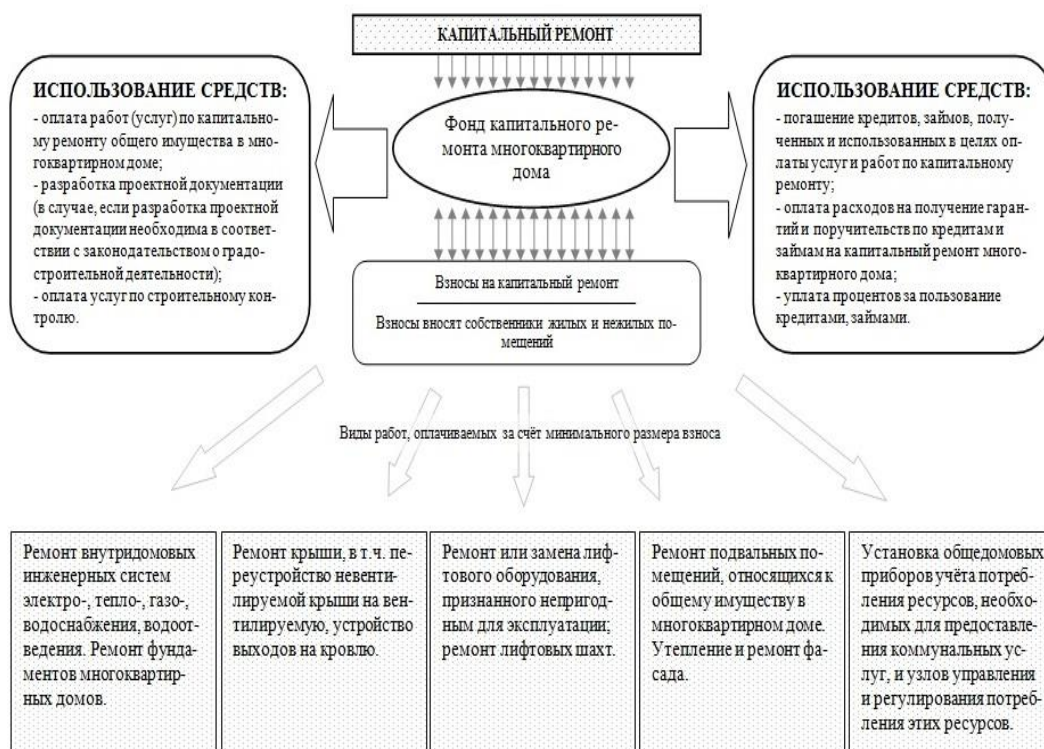 КАПИТАЛЬНЫЙ РЕМОНТ
ИСПОЛЬЗОВАНИЕ СРЕДСТВ:
- оплата работ (услуг) по капитально-
му ремонту общего имущества в мно-
гоквартирном доме;
- разработка проектной документации
(в случае, если разработка проектной
документации необходима в соответ-
ствии с законодательством о градо-
строительной деятельности);
- оплата услуг по строительному кон-
тролю.
Фонд капитального ре-
монта многоквартирного
дома
ИСПОЛЬЗОВАНИЕ СРЕДСТВ:
- погашение кредитов, займов, полу-
ченных и использованных в целях оп-
латы услуг и работ по капитальному
ремонту;
- оплата расходов на получение гаран-
тий и поручительств по кредитам и
займам на капитальный ремонт много-
квартирного дома;
- уплата процентов за пользование
кредитами, займами.
Взносы на капитальный ремонт
Взносы вносят собственники жилых и нежилых по-
мещений
Виды работ, оплачиваемых за счёт минимального размера взноса
Ремонт внутридомовых
инженерных систем
электро-, тепло-, газо-,
водоснабжения, водоот-
ведения. Ремонт фунда-
ментов многоквартир-
ных домов.
Ремонт крыши, в т.ч. пе-
реустройство невенти-
лируемой крыши на вен-
тилируемую, устройство
выходов на кровлю.
Ремонт или замена лиф-
тового оборудования,
признанного непригод-
ным для эксплуатации;
ремонт лифтовых шахт.
Ремонт подвальных по-
мещений, относящихся к
общему имуществу в
многоквартирном доме.
Утепление и ремонт фа-
сада.
Установка общедомовых
приборов учёта потреб-
ления ресурсов, необхо-
димых для предоставле-
ния коммунальных ус-
луг, и узлов управления
и регулирования потреб-
ления этих ресурсов.